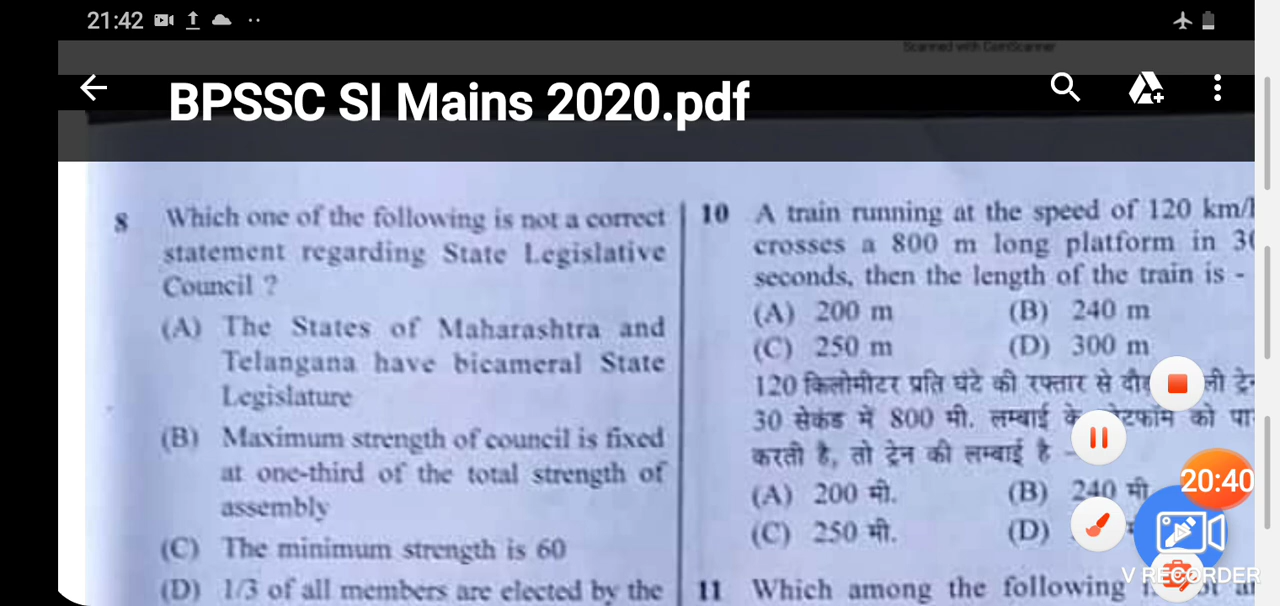 21:42
Scanned with CamScanner
BPSSC SI Mains 2020.pdf
8 Which one of the following is not a correct
statement regarding State Legislative
Council ?
(A) The States of Maharashtra and
Telangana have bicameral State
Legislature
(B) Maximum strength of council is fixed
at one-third of the total strength of
assembly
(C) The minimum strength is 60
(D) 1/3 of all members are elected by the
10 A train running at the speed of 120 km/
crosses a 800 m long platform in 30
seconds, then the length of the train is -
(A) 200 m (B) 240 m
(C) 250 m (D) 300 m
120 किलोमीटर प्रति घंटे की रफ्तार से
30 सेकंड में 800 मी. लम्बाई के को
करती है, तो ट्रेन की लम्बाई है -
(A) 200 मी. (B) 240 मी.
(C) 250 मी. (D)
11 Which among the following
20:40
V RECORDER